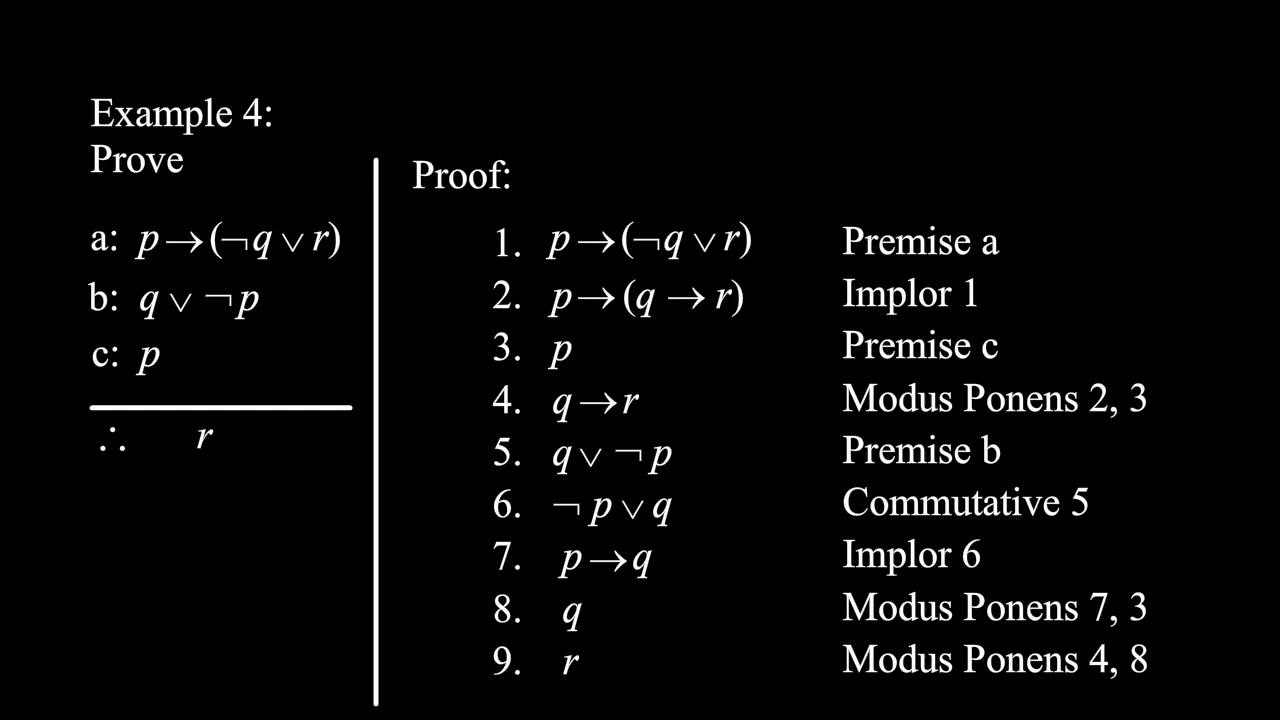 Example 4:
Prove
a: p→(¬q∨r)
b: q∨¬p
c: p
∴ r
Proof:
1. p→(¬q∨r) Premise a
2. p→(q→r) Implor 1
3. p Premise c
4. q→r Modus Ponens 2, 3
5. q∨¬p Premise b
6. ¬p∨q Commutative 5
7. p→q Implor 6
8. q Modus Ponens 7, 3
9. r Modus Ponens 4, 8